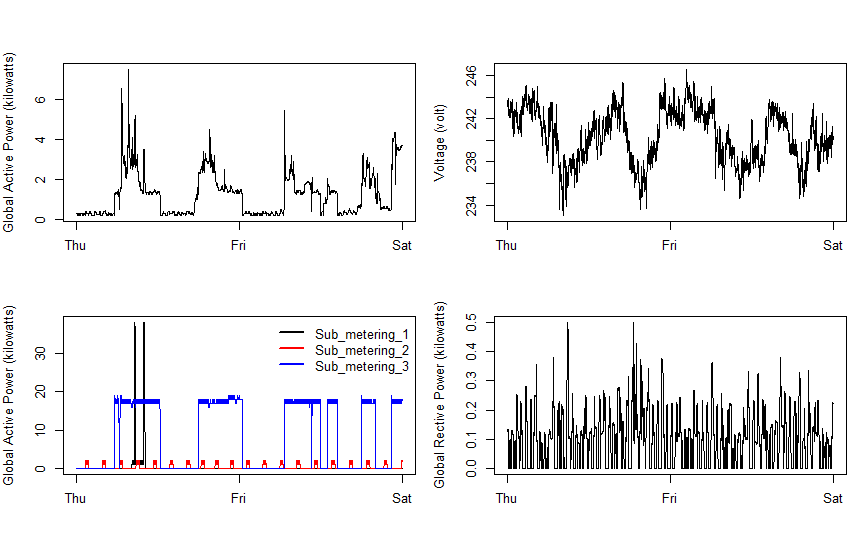 Global Active Power (kilowatts)
6
4
2
0
Thu
Fri
Sat
Voltage (volt)
246
242
238
234
Thu
Fri
Sat
Global Active Power (kilowatts)
30
20
10
0
Sub_metering_1
Sub_metering_2
Sub_metering_3
Thu
Fri
Sat
Global Rective Power (kilowatts)
0.5
0.4
0.3
0.2
0.1
0.0
Thu
Fri
Sat